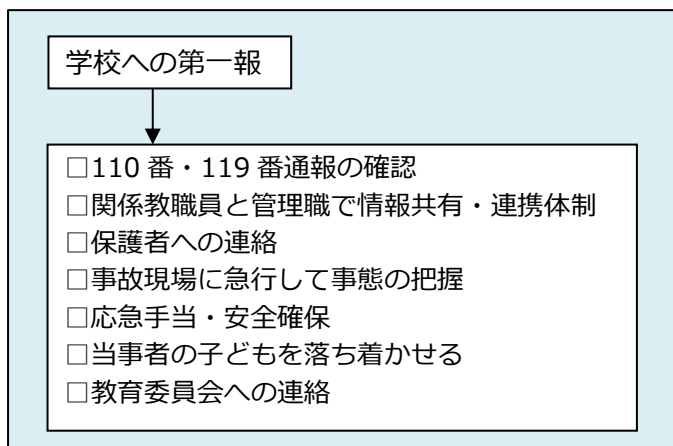 学校への第一報
□110 番・119 番通報の確認
□関係教職員と管理職で情報共有・連携体制
□保護者への連絡
□事故現場に急行して事態の把握
□応急手当・安全確保
□当事者の子どもを落ち着かせる
□教育委員会への連絡